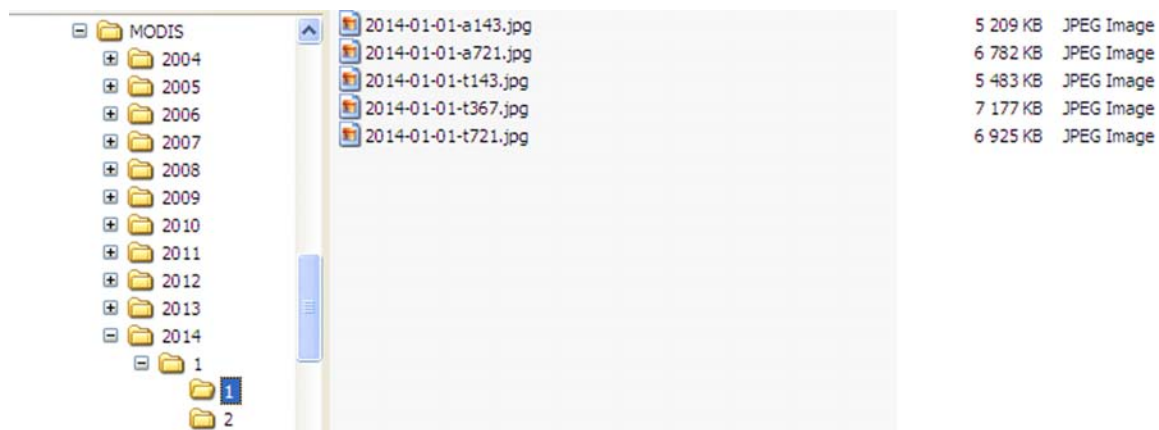 MODIS
2004
2005
2006
2007
2008
2009
2010
2011
2012
2013
2014
1
1
2
2014-01-01-a143.jpg 5 209 KB JPEG Image
2014-01-01-a721.jpg 6 782 KB JPEG Image
2014-01-01-t143.jpg 5 483 KB JPEG Image
2014-01-01-t367.jpg 7 177 KB JPEG Image
2014-01-01-t721.jpg 6 925 KB JPEG Image